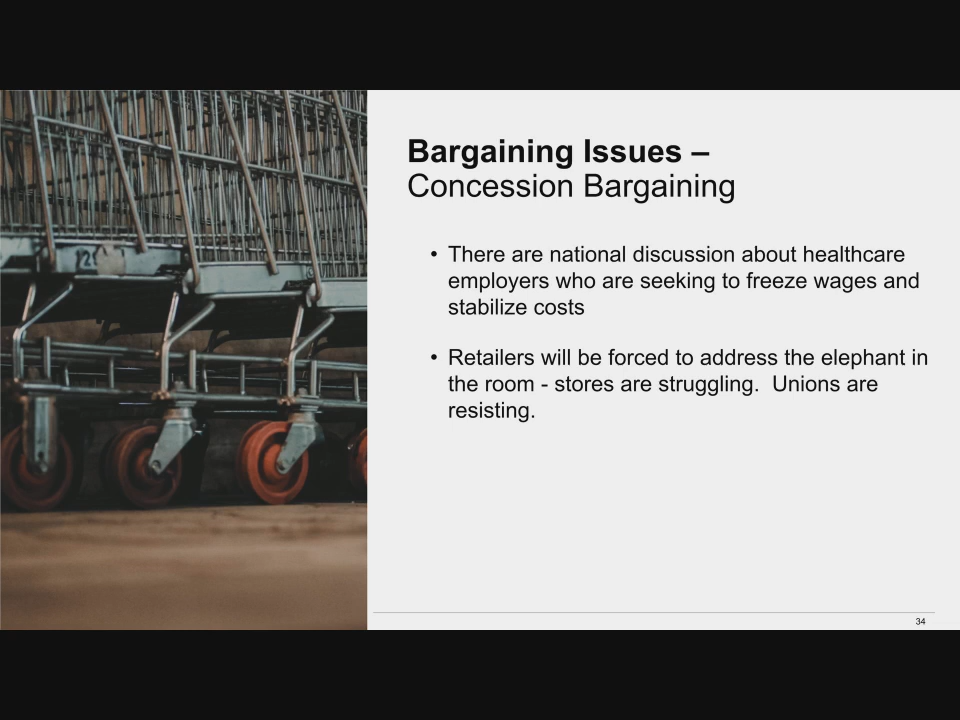 Bargaining Issues –
Concession Bargaining
• There are national discussion about healthcare
employers who are seeking to freeze wages and
stabilize costs
• Retailers will be forced to address the elephant in
the room - stores are struggling.  Unions are
resisting.
34